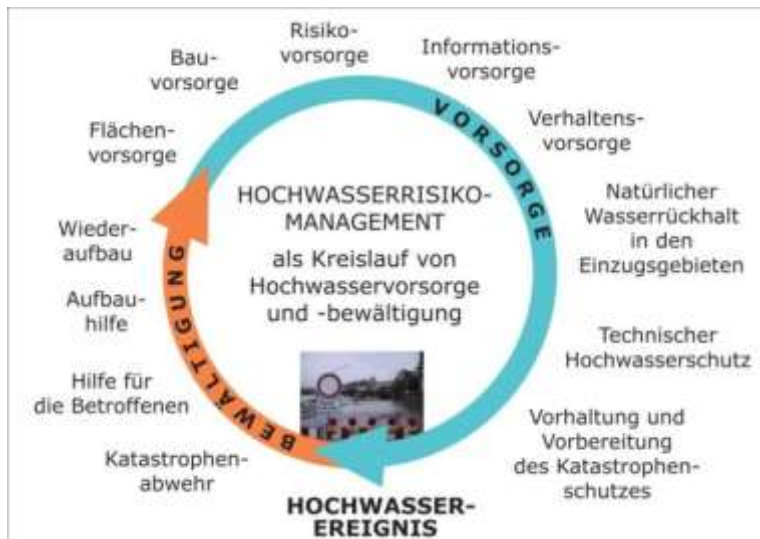 Risiko-
vorsorge
Informations-
vorsorge
Bau-
vorsorge
Flächen-
vorsorge
VORSORGE
Verhaltens-
vorsorge
Natürlicher
Wasserrückhalt
in den
Einzugsgebieten
Technischer
Hochwasserschutz
Vorhaltung und
Vorbereitung
des Katastrophen-
schutzes
HOCHWASSERRISIKO-
MANAGEMENT
als Kreislauf von
Hochwasservorsorge
und -bewältigung
Wieder-
aufbau
Aufbau-
hilfe
Hilfe für
die Betroffenen
Katastrophen-
abwehr
BEWÄLTIGUNG
HOCHWASSER-
EREIGNIS